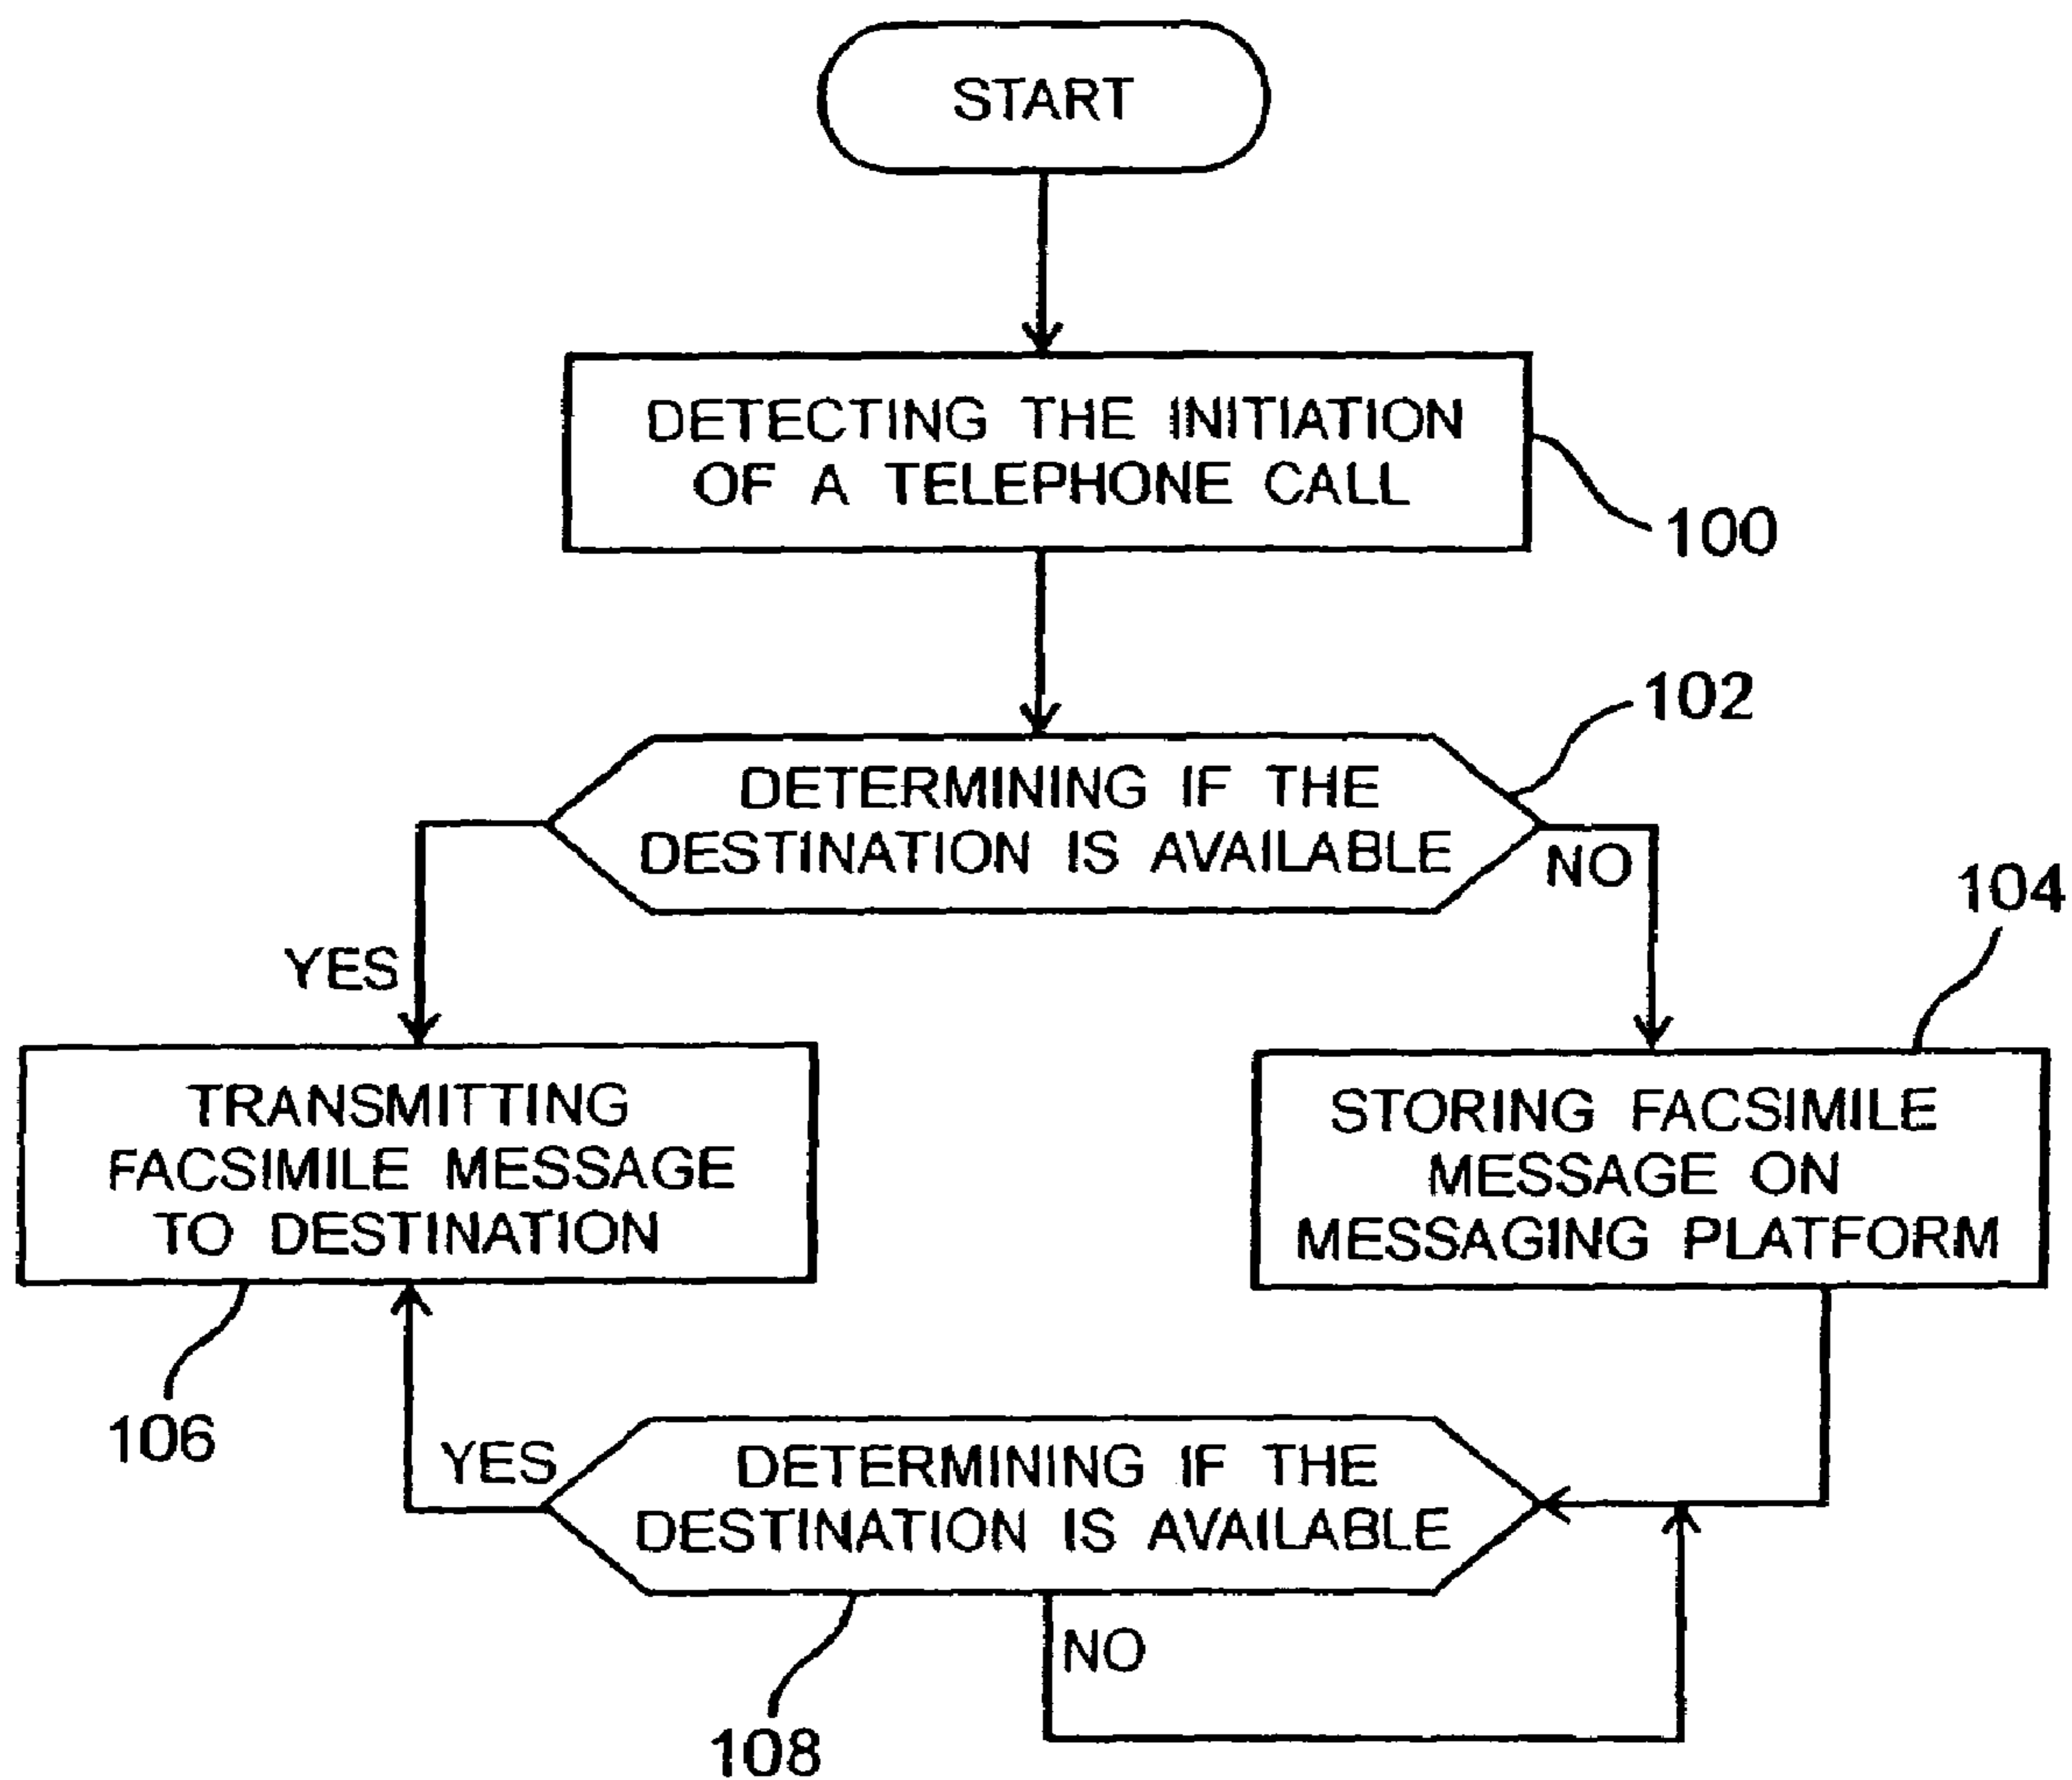 START
DETECTING THE INITIATION
OF A TELEPHONE CALL
100
102
DETERMINING IF THE
DESTINATION IS AVAILABLE
NO
104
YES
TRANSMITTING
FACSIMILE MESSAGE
TO DESTINATION
STORING FACSIMILE
MESSAGE ON
MESSAGING PLATFORM
106
YES
DETERMINING IF THE
DESTINATION IS AVAILABLE
NO
108